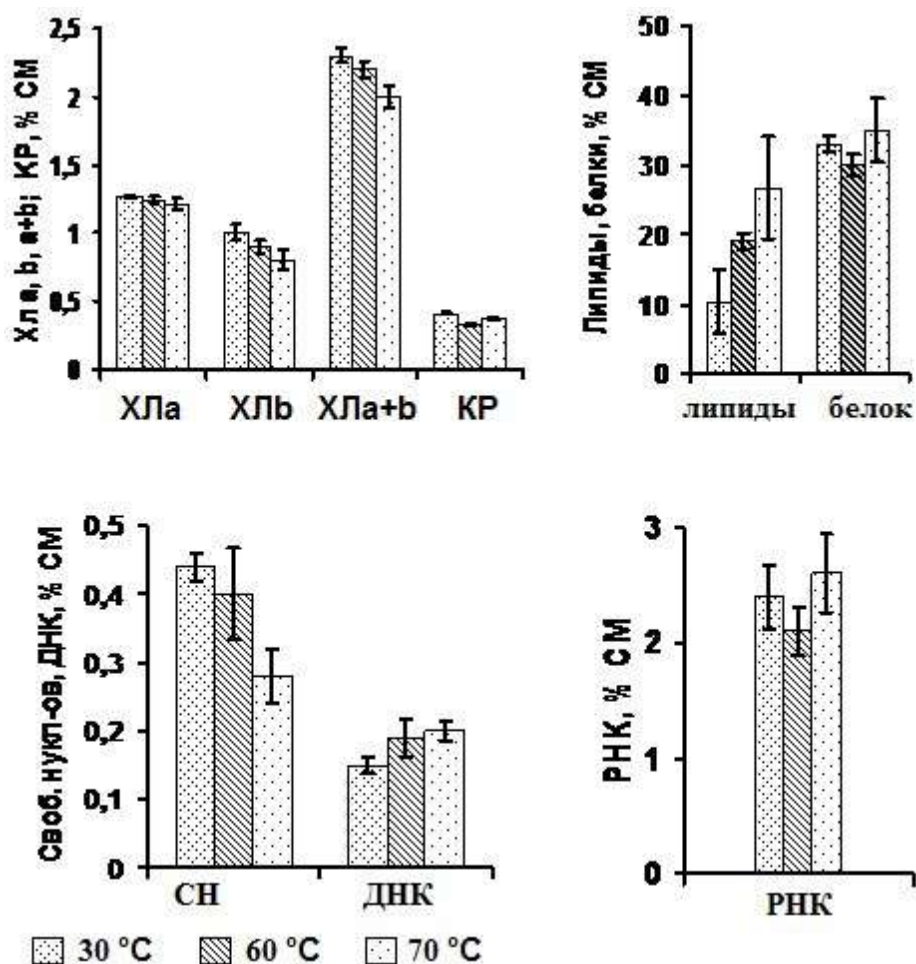 Хла, b, a+b; КР, % СМ
2,5
2
1,5
1
0,5
0
ХЛа ХЛb ХЛа+b КР
Липиды, белки, % СМ
50
40
30
20
10
0
липиды белок
Своб. нукл-ов, ДНК, % СМ
0,5
0,4
0,3
0,2
0,1
0
СН ДНК
РНК, % СМ
3
2
1
0
РНК
30 °C 60 °C 70 °C